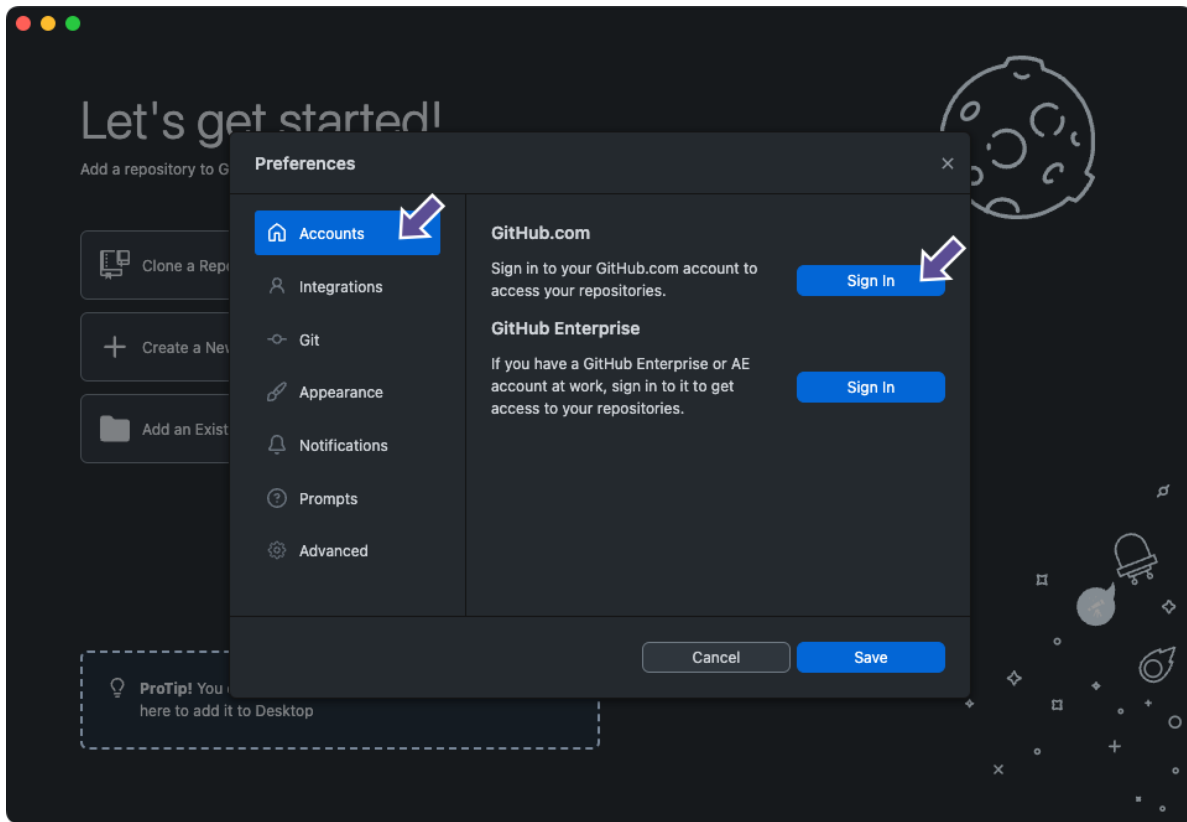 Let's get started!
Add a repository to G
Preferences
Clone a Repo
Create a New
Add an Exist
Accounts
Integrations
Git
Appearance
Notifications
Prompts
Advanced
GitHub.com
Sign in to your GitHub.com account to
access your repositories.
Sign In
GitHub Enterprise
If you have a GitHub Enterprise or AE
account at work, sign in to it to get
access to your repositories.
Sign In
Cancel
Save
ProTip! You
here to add it to Desktop